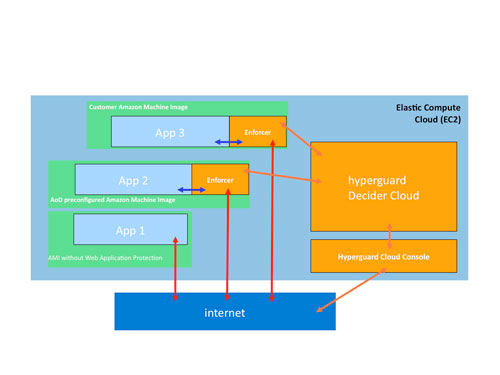 Customer Amazon Machine Image
Elastic Compute
Cloud (EC2)
App 3
Enforcer
hyperguard
Decider Cloud
App 2
Enforcer
AoD preconfigured Amazon Machine Image
App 1
AMI without Web Application Protection
Hyperguard Cloud Console
internet